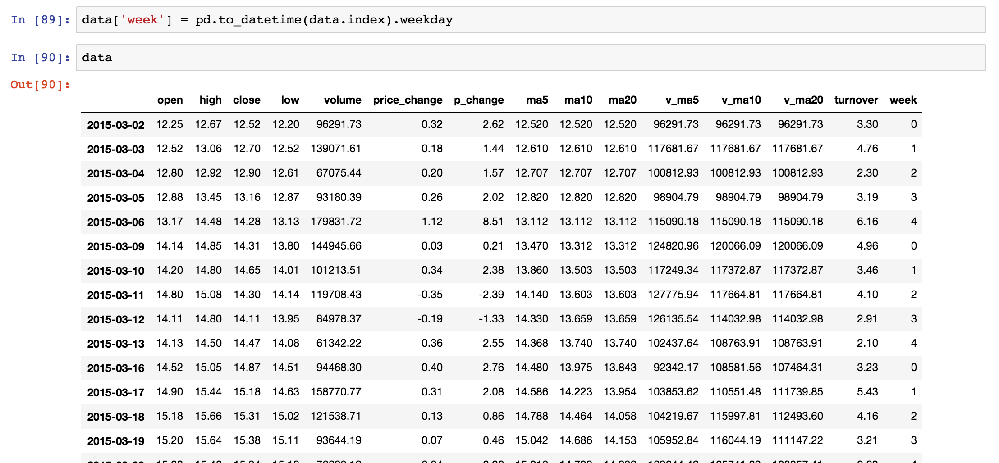 In [89]: data['week'] = pd.to_datetime(data.index).weekday
In [90]: data
Out[90]:
open high close low volume price_change p_change ma5 ma10 ma20 v_ma5 v_ma10 v_ma20 turnover week
2015-03-02 12.25 12.67 12.52 12.20 96291.73 0.32 2.62 12.520 12.520 12.520 96291.73 96291.73 96291.73 3.30 0
2015-03-03 12.52 13.06 12.70 12.52 139071.61 0.18 1.44 12.610 12.610 12.610 117681.67 117681.67 117681.67 4.76 1
2015-03-04 12.80 12.92 12.90 12.61 67075.44 0.20 1.57 12.707 12.707 12.707 100812.93 100812.93 100812.93 2.30 2
2015-03-05 12.88 13.45 13.16 12.87 93180.39 0.26 2.02 12.820 12.820 12.820 98904.79 98904.79 98904.79 3.19 3
2015-03-06 13.17 14.48 14.28 13.13 179831.72 1.12 8.51 13.112 13.112 13.112 115090.18 115090.18 115090.18 6.16 4
2015-03-09 14.14 14.85 14.31 13.80 144945.66 0.03 0.21 13.470 13.312 13.312 124820.96 120066.09 120066.09 4.96 0
2015-03-10 14.20 14.80 14.65 14.01 101213.51 0.34 2.38 13.860 13.503 13.503 117249.34 117372.87 117372.87 3.46 1
2015-03-11 14.80 15.08 14.30 14.14 119708.43 -0.35 -2.39 14.140 13.603 13.603 127775.94 117664.81 117664.81 4.10 2
2015-03-12 14.11 14.80 14.11 13.95 84978.37 -0.19 -1.33 14.330 13.659 13.659 126135.54 114032.98 114032.98 2.91 3
2015-03-13 14.13 14.50 14.47 14.08 61342.22 0.36 2.55 14.368 13.740 13.740 102437.64 108763.91 108763.91 2.10 4
2015-03-16 14.52 15.05 14.87 14.51 94468.30 0.40 2.76 14.480 13.975 13.843 92342.17 108581.56 107464.31 3.23 0
2015-03-17 14.90 15.44 15.18 14.63 158770.77 0.31 2.08 14.586 14.223 13.954 103853.62 110551.48 111739.85 5.43 1
2015-03-18 15.18 15.66 15.31 15.02 121538.71 0.13 0.86 14.788 14.464 14.058 104219.67 115997.81 112493.60 4.16 2
2015-03-19 15.20 15.64 15.38 15.11 93644.19 0.07 0.46 15.042 14.686 14.153 105952.84 116044.19 111147.22 3.21 3